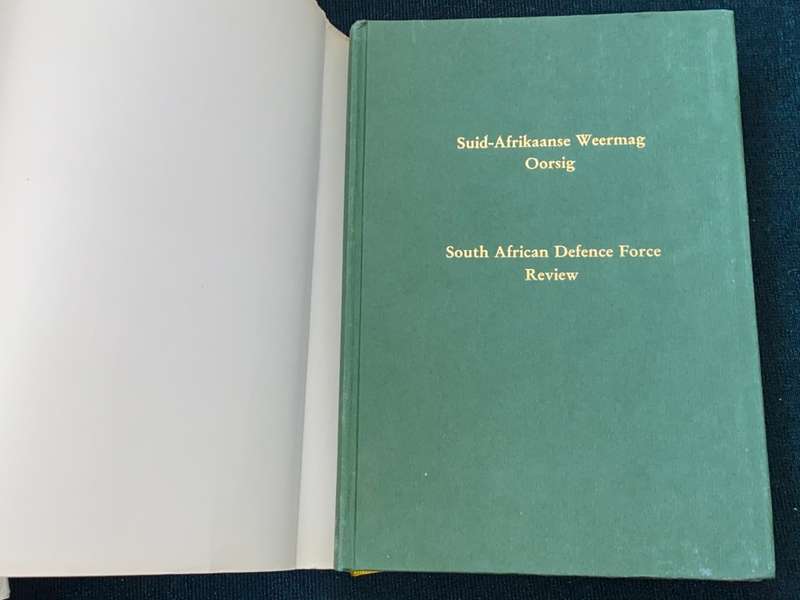 Suid-Afrikaanse Weermag
Oorsig
South African Defence Force
Review